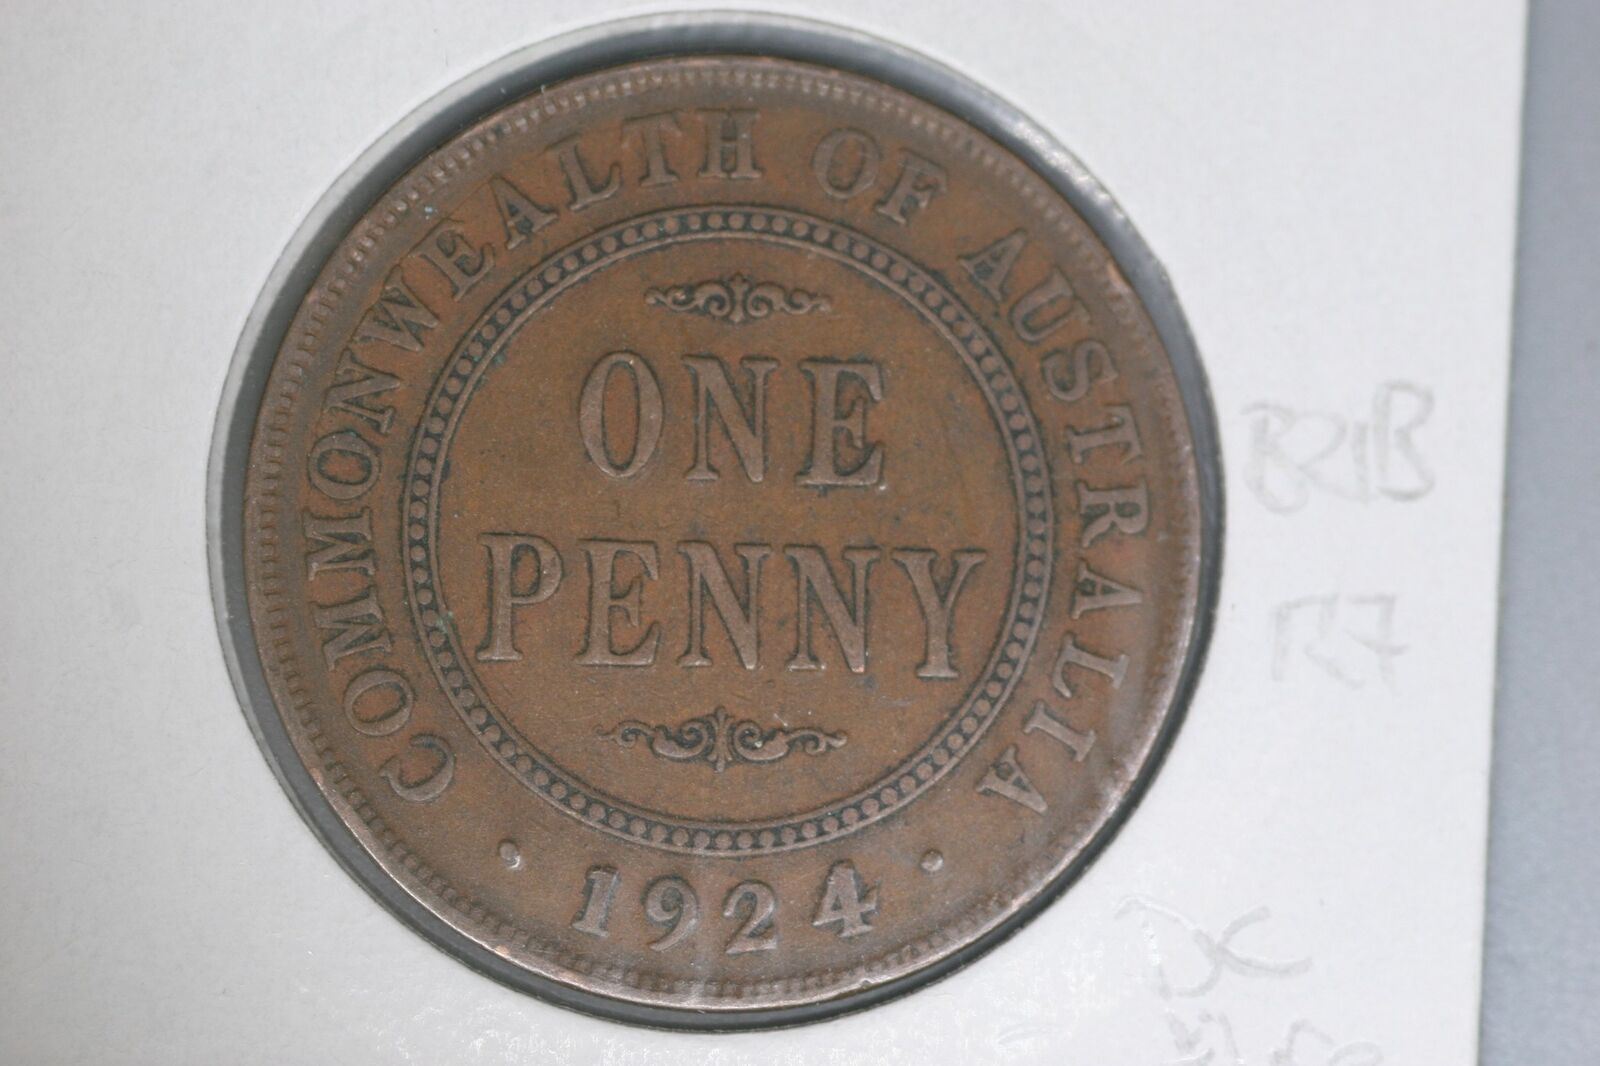 COMMONWEALTH OF AUSTRALIA
ONE
PENNY
· 1924 ·